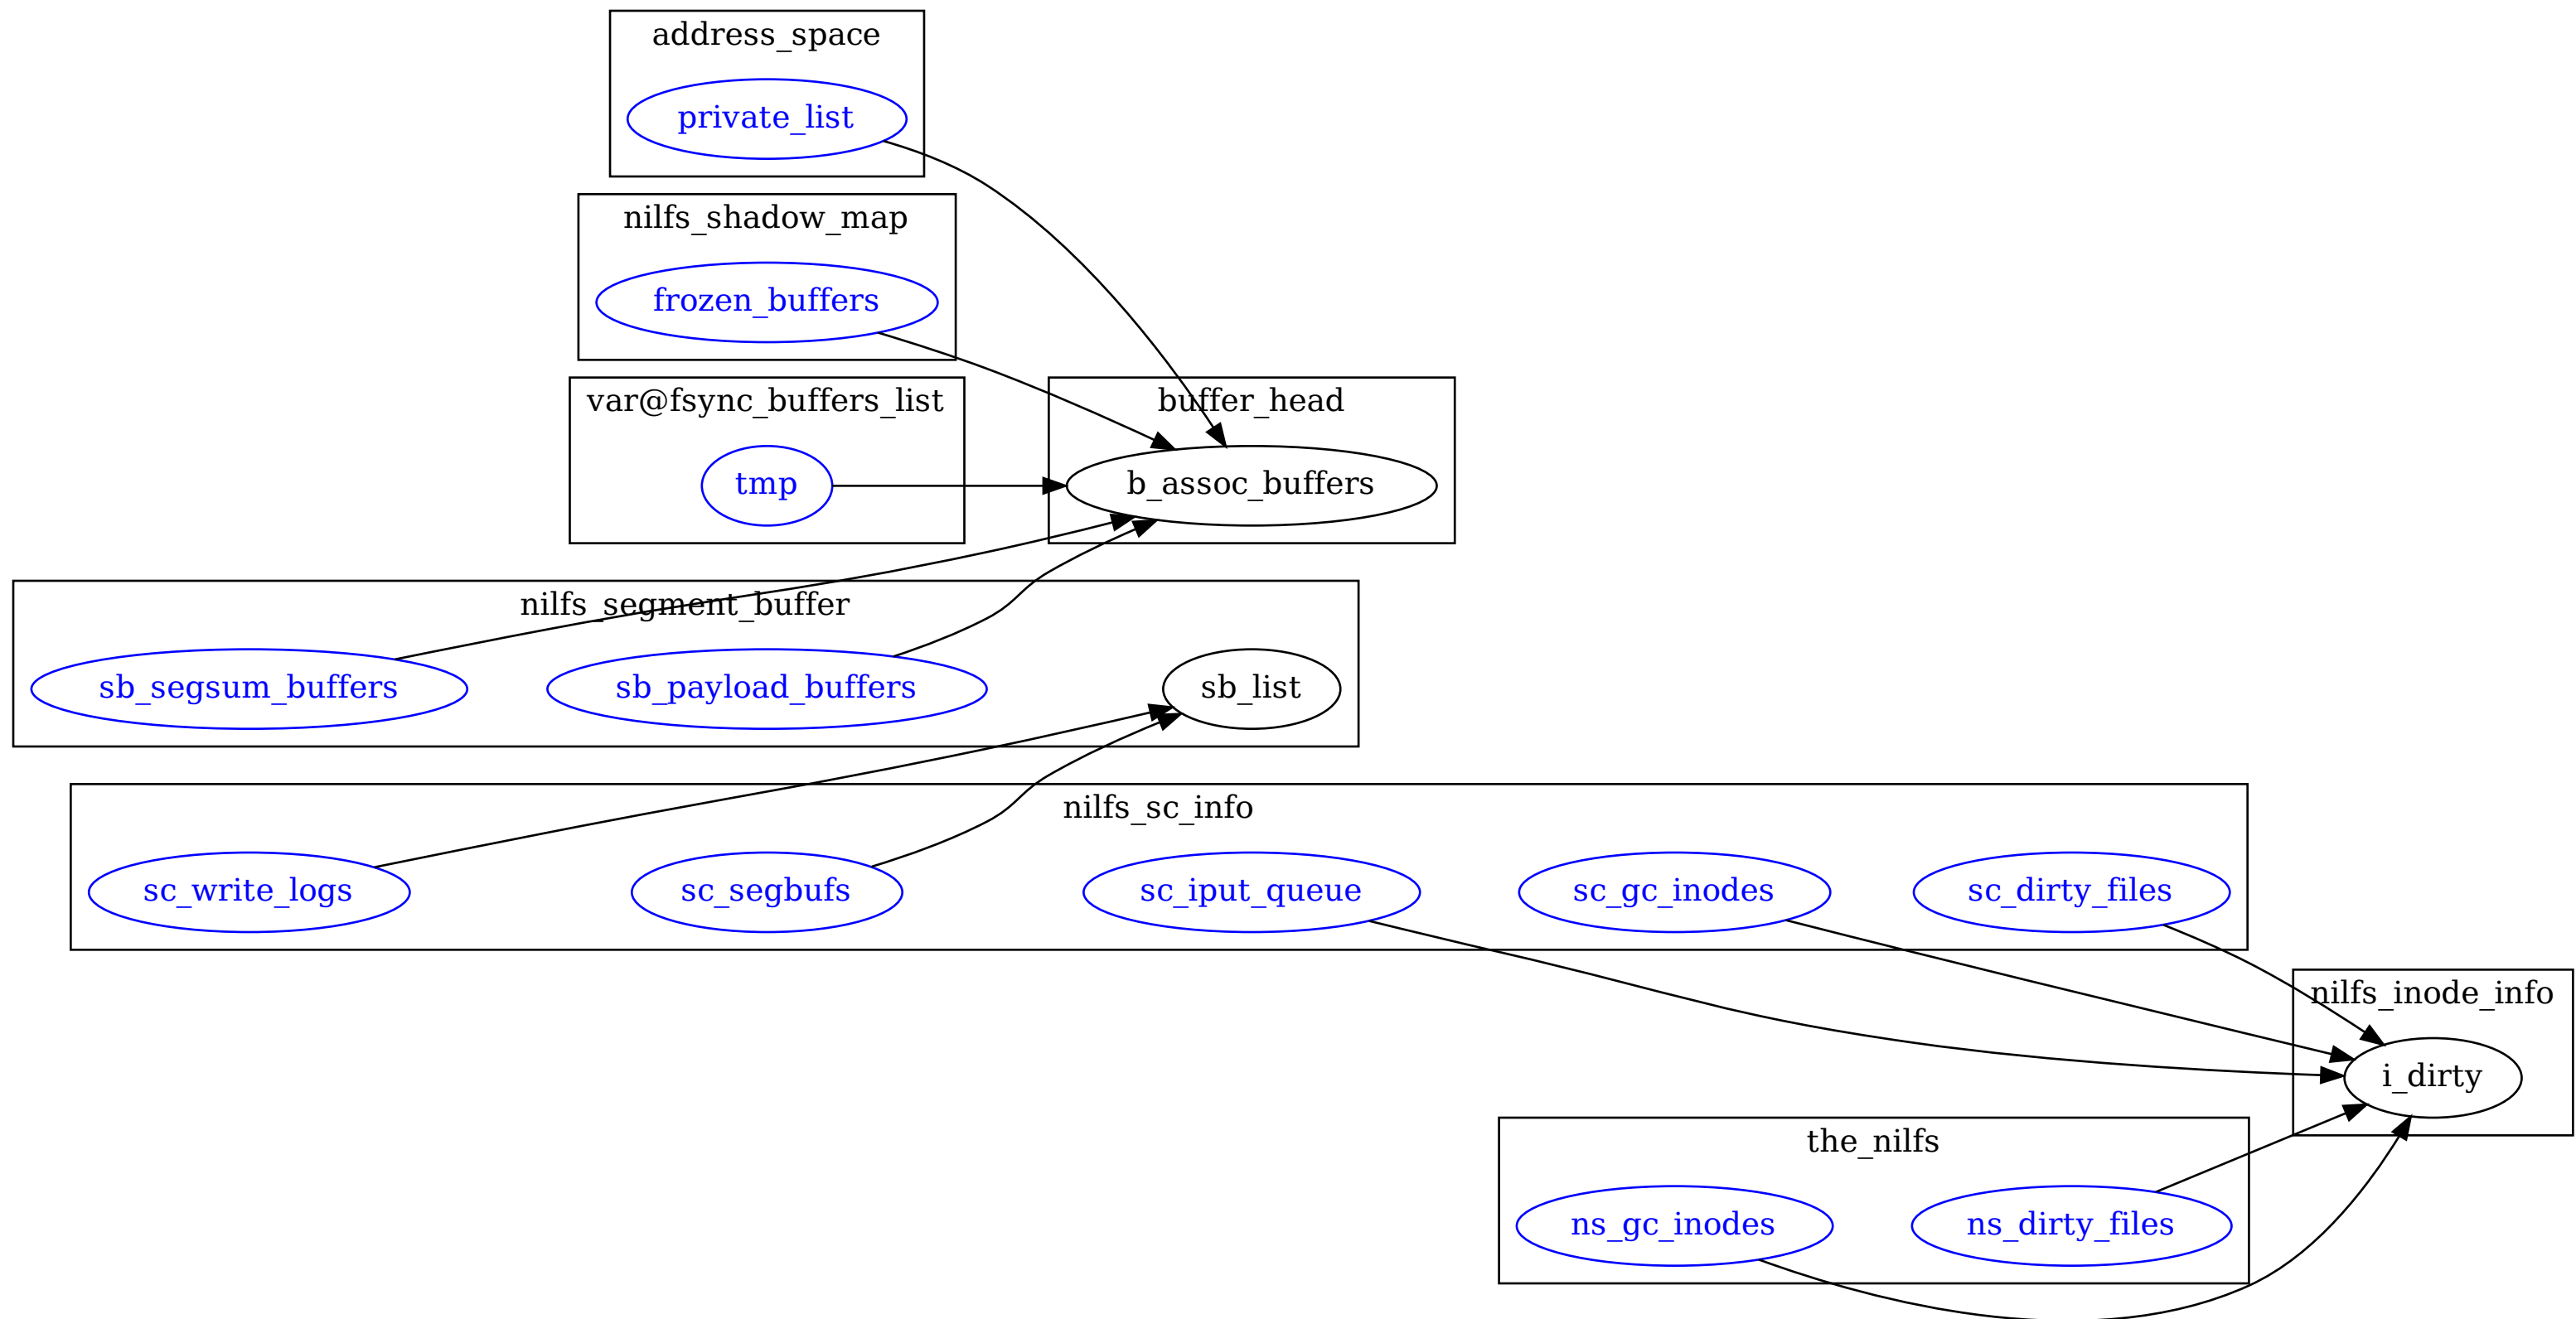 address_space
private_list
nilfs_shadow_map
frozen_buffers
var@fsync_buffers_list
tmp
buffer_head
b_assoc_buffers
nilfs_segment_buffer
sb_segsum_buffers
sb_payload_buffers
sb_list
nilfs_sc_info
sc_write_logs
sc_segbufs
sc_iput_queue
sc_gc_inodes
sc_dirty_files
nilfs_inode_info
i_dirty
the_nilfs
ns_gc_inodes
ns_dirty_files